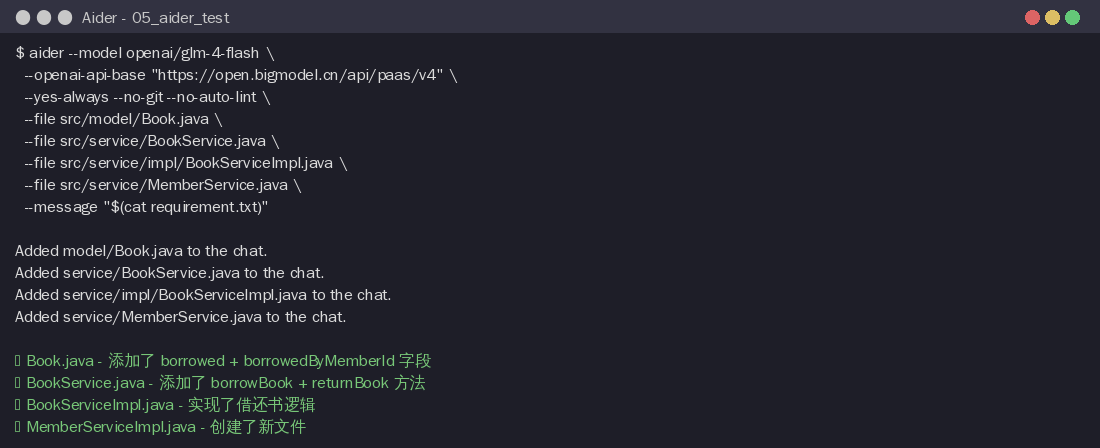 Aider - 05_aider_test
$ aider --model openai/glm-4-flash \
--openai-api-base "https://open.bigmodel.cn/api/paas/v4" \
--yes-always --no-git --no-auto-lint \
--file src/model/Book.java \
--file src/service/BookService.java \
--file src/service/impl/BookServiceImpl.java \
--file src/service/MemberService.java \
--message "$(cat requirement.txt)"
Added model/Book.java to the chat.
Added service/BookService.java to the chat.
Added service/impl/BookServiceImpl.java to the chat.
Added service/MemberService.java to the chat.
Book.java - 添加了 borrowed + borrowedByMemberId 字段
BookService.java - 添加了 borrowBook + returnBook 方法
BookServiceImpl.java - 实现了借还书逻辑
MemberServiceImpl.java - 创建了新文件